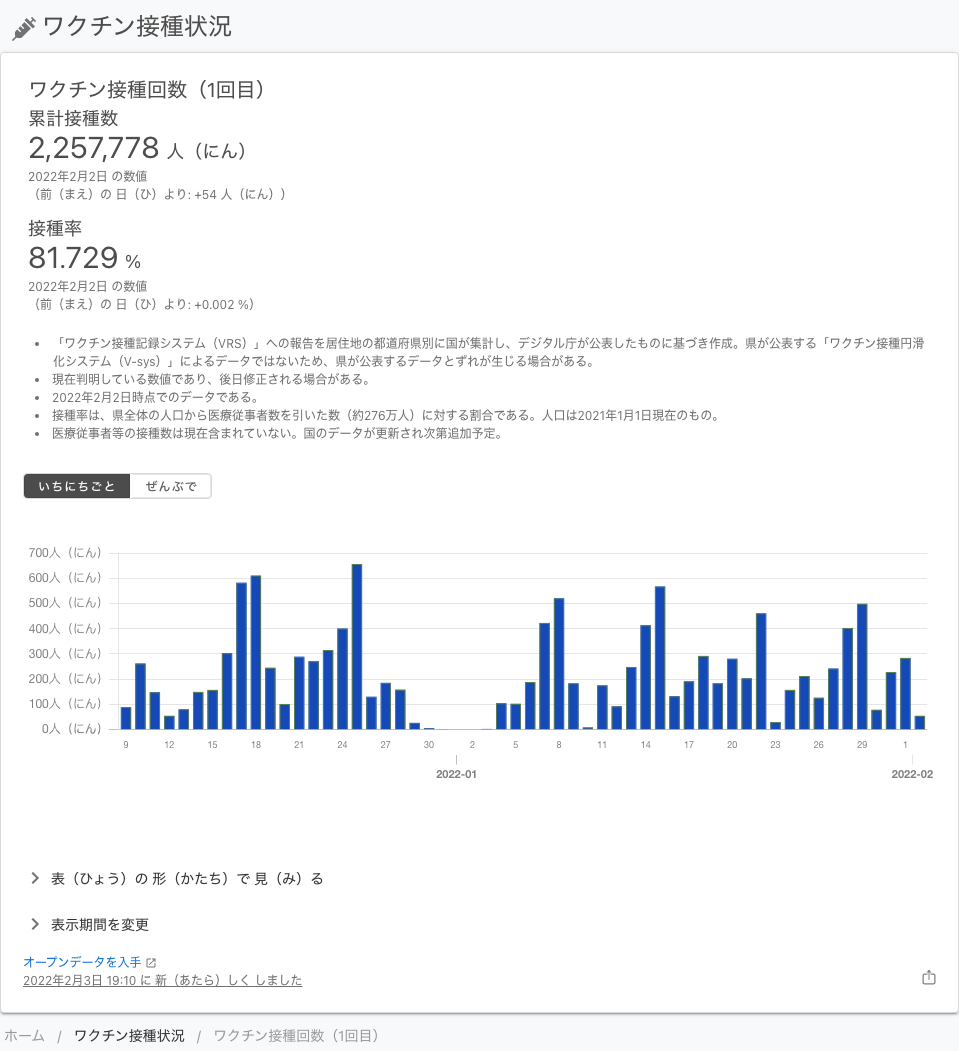 ワクチン接種状況
ワクチン接種回数（1回目）
累計接種数
2,257,778 人（にん）
2022年2月2日 の数値
（前（まえ）の 日（ひ）より: +54 人（にん））
接種率
81.729 %
2022年2月2日 の数値
（前（まえ）の 日（ひ）より: +0.002 %）
• 「ワクチン接種記録システム（VRS）」への報告を居住地の都道府県別に国が集計し、デジタル庁が公表したものに基づき作成。県が公表する「ワクチン接種円滑
化システム（V-sys）」によるデータではないため、県が公表するデータとずれが生じる場合がある。
• 現在判明している数値であり、後日修正される場合がある。
• 2022年2月2日時点でのデータである。
• 接種率は、県全体の人口から医療従事者数を引いた数（約276万人）に対する割合である。人口は2021年1月1日現在のもの。
• 医療従事者等の接種数は現在含まれていない。国のデータが更新され次第追加予定。
いちにちごと ぜんぶで
700人（にん）
600人（にん）
500人（にん）
400人（にん）
300人（にん）
200人（にん）
100人（にん）
0人（にん）
9 12 15 18 21 24 27 30 2 5 8 11 14 17 20 23 26 29 1
2022-01 2022-02
表（ひょう）の 形（かたち）で 見（み）る
表示期間を変更
オープンデータを入手
2022年2月3日 19:10 に 新（あたら）しく しました
ホーム / ワクチン接種状況 / ワクチン接種回数（1回目）